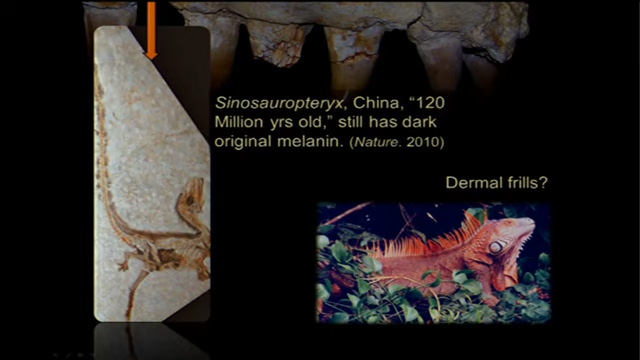 Sinosauropteryx, China, “120
Million yrs old,” still has dark
original melanin. (Nature. 2010)
Dermal frills?